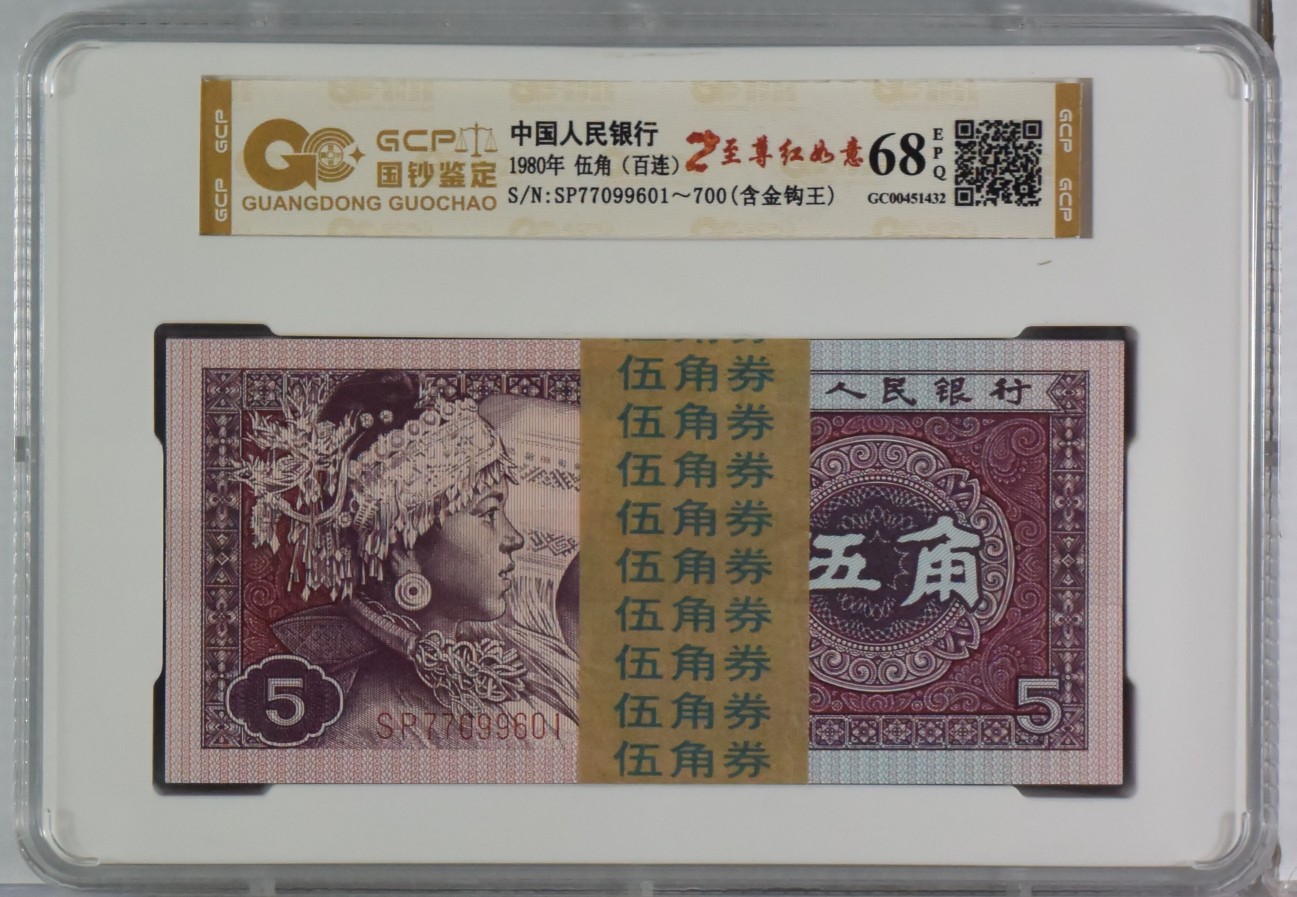 GCP
GCP
GCP
国钞鉴定
GUANGDONG GUOCHAO
中国人民银行
1980年 伍角（百连）
S/N:SP77099601～700(含金钩王)
至尊红如意
68
EPQ
GC00451432
GCP
GCP
伍角券
伍角券
伍角券
伍角券
伍角券
伍角券
伍角券
伍角券
伍角券
人民银行
伍角
5
SP77099601
5